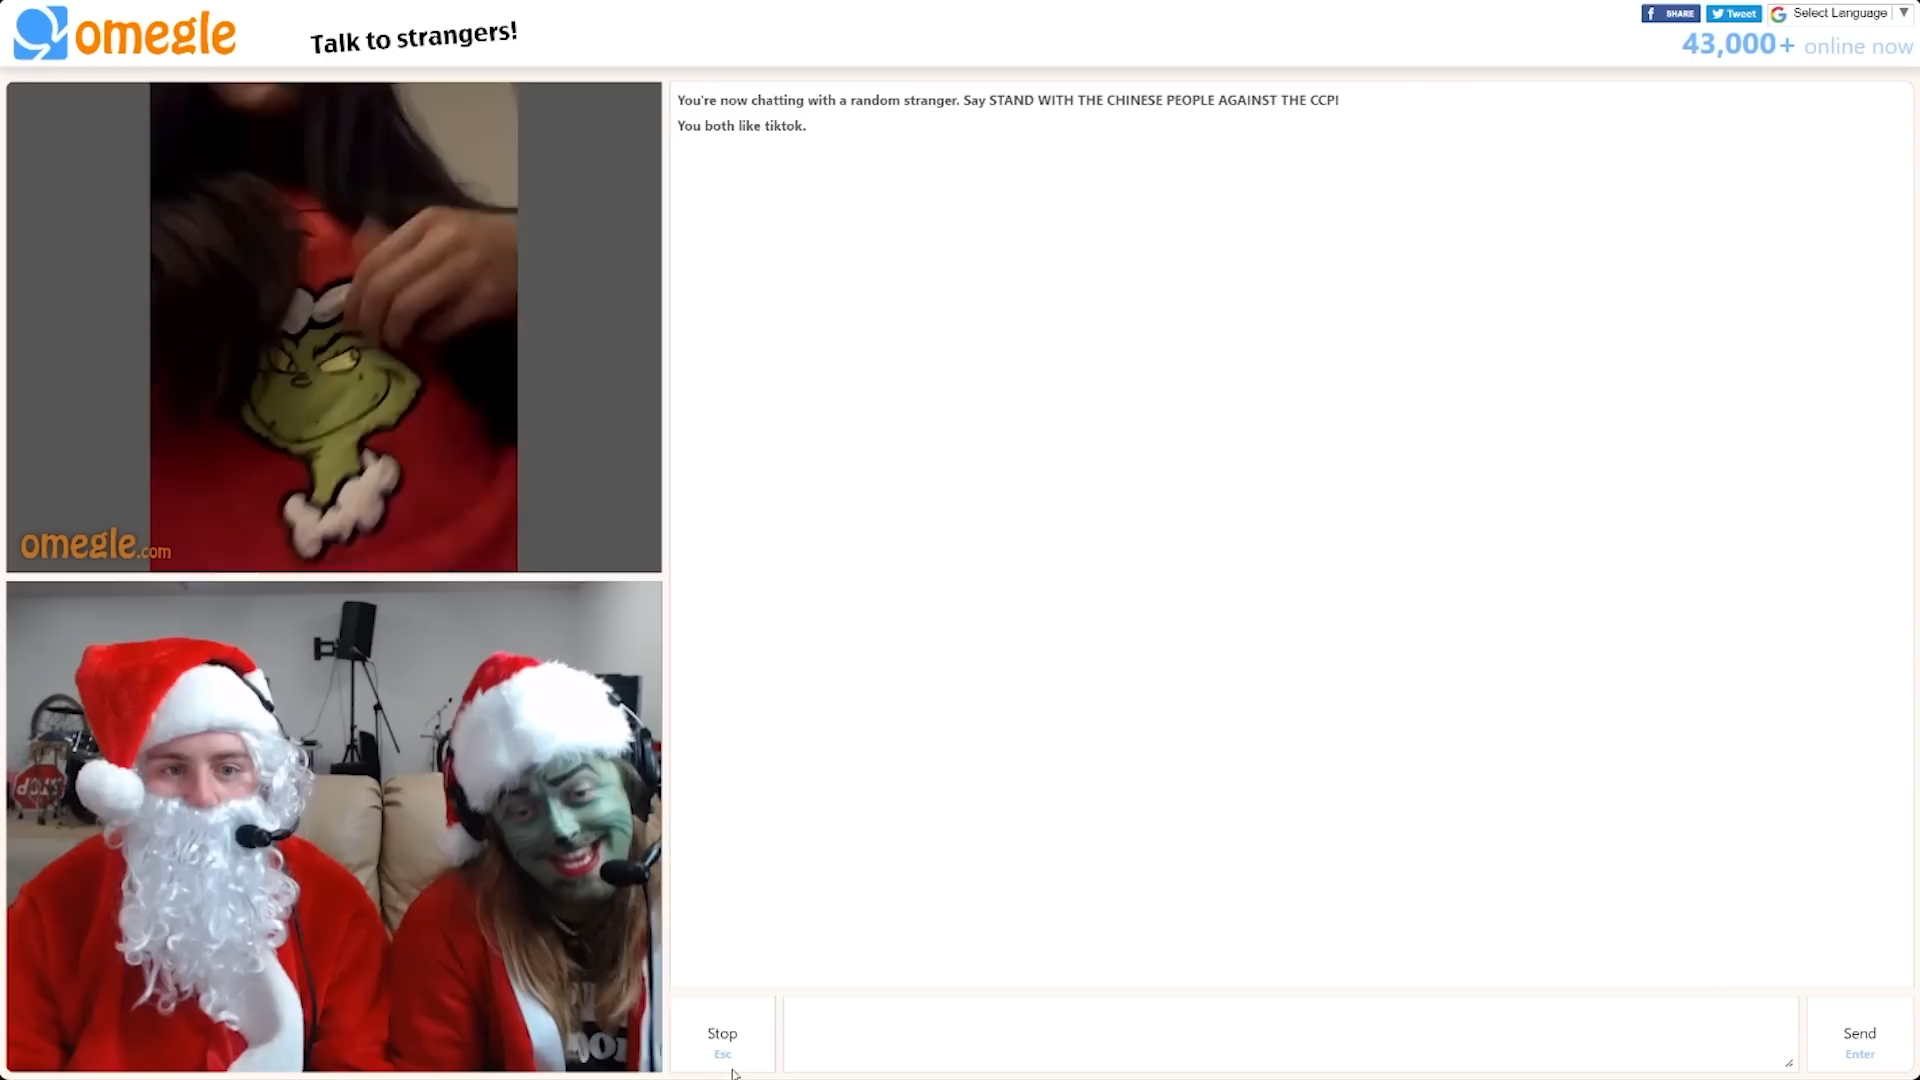 omegle
Talk to strangers!
SHARE
Tweet
Select Language
43,000+ online now
You're now chatting with a random stranger. Say STAND WITH THE CHINESE PEOPLE AGAINST THE CCP!
You both like tiktok.
omegle.com
STOP
Stop
Esc
Send
Enter